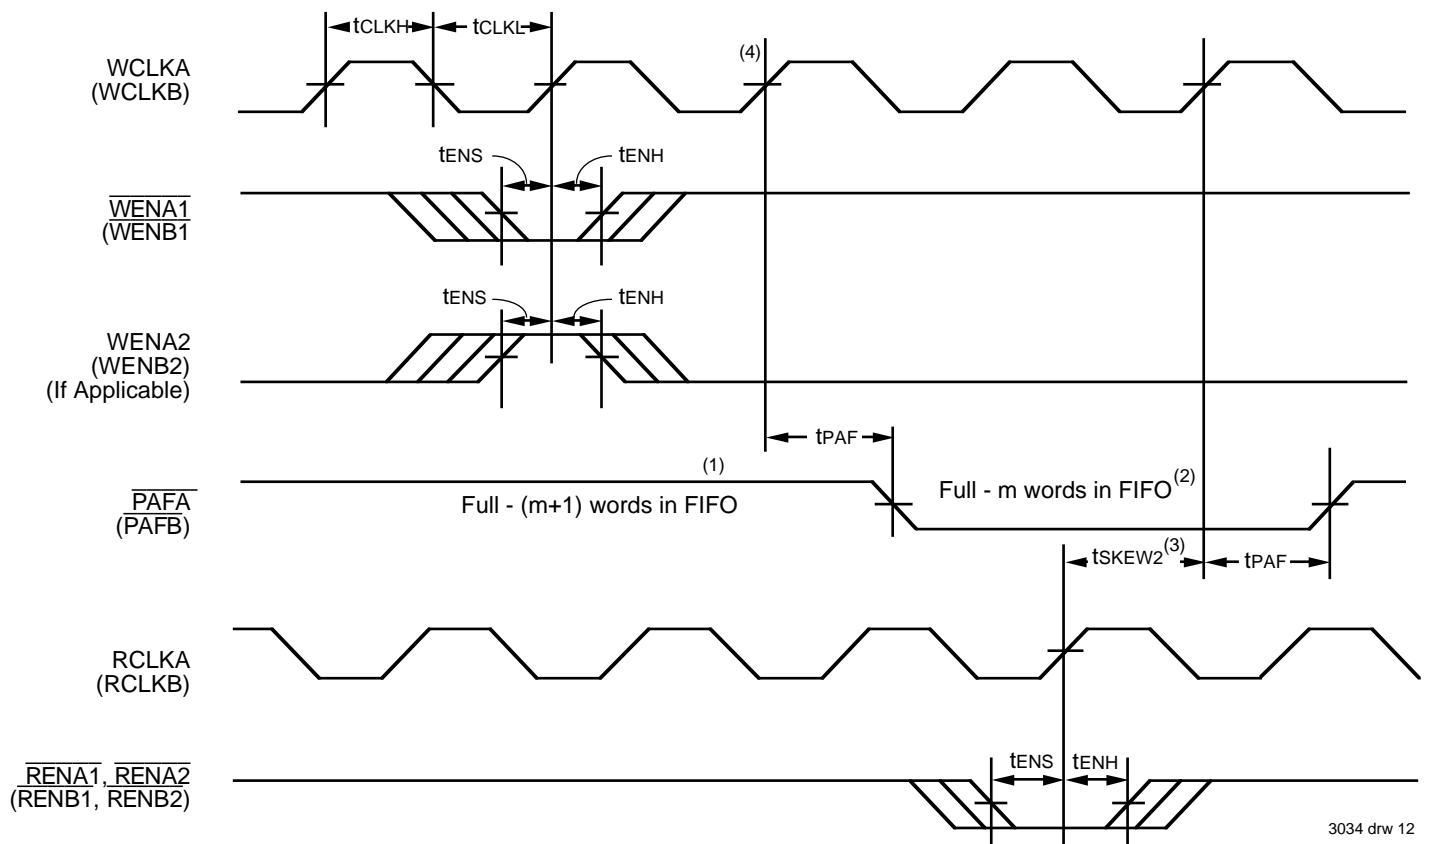 tCLKH
tCLKL
WCLKA
(WCLKB)
(4)
tENS
tENH
WENA1
(WENB1
tENS
tENH
WENA2
(WENB2)
(If Applicable)
tPAF
PAFA
(PAFB)
(1)
Full - (m+1) words in FIFO
Full - m words in FIFO(2)
tSKEW2(3)
tPAF
RCLKA
(RCLKB)
tENS
tENH
RENA1, RENA2
(RENB1, RENB2)
3034 drw 12